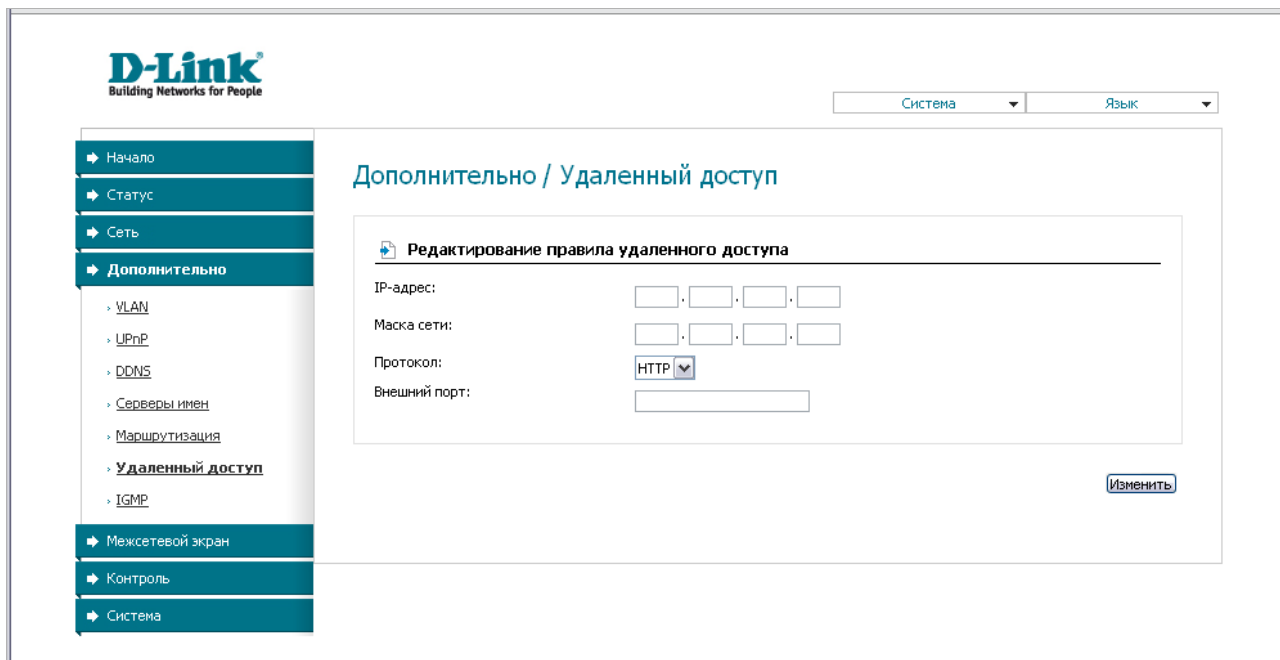 D-Link®
Building Networks for People
Система
Язык
Начало
Статус
Сеть
Дополнительно
VLAN
UPnP
DDNS
Серверы имен
Маршрутизация
Удаленный доступ
IGMP
Межсетевой экран
Контроль
Система
Дополнительно / Удаленный доступ
Редактирование правила удаленного доступа
IP-адрес:
. . .
Маска сети:
. . .
Протокол:
HTTP
Внешний порт:
Изменить